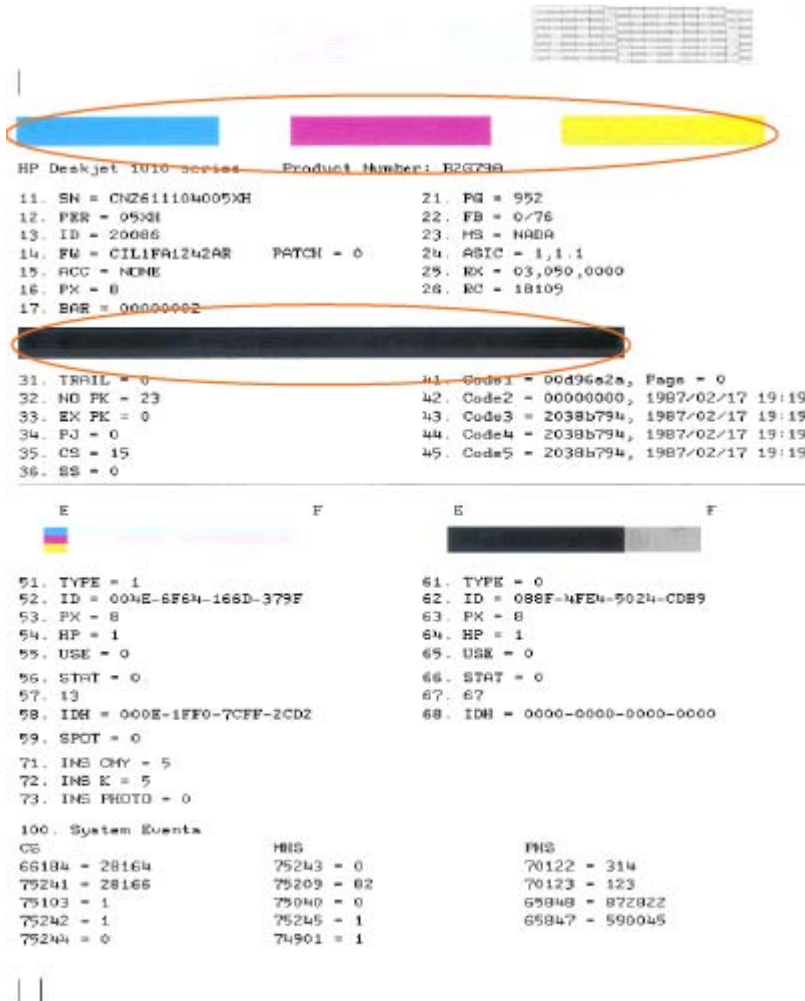 HP Deskjet 1010 series Product Number: B2G79A
11. SN = CN2611104005XH 21. PG = 952
12. PER = 05XH 22. FB = 0/76
13. ID = 20086 23. MS = NADA
14. FW = CIL1FA1242AR PATCH = 0 24. ASIC = 1,1.1
15. ACC = NONE 25. RX = 03,050,0000
16. PX = 8 26. RC = 18109
17. BAR = 00000002
31. TRAIL = 0 41. Code1 = 00d96a2a, Page = 0
32. NO PK = 23 42. Code2 = 00000000, 1987/02/17 19:19
33. EX PK = 0 43. Code3 = 2038b794, 1987/02/17 19:19
34. PJ = 0 44. Code4 = 2038b794, 1987/02/17 19:19
35. CS = 15 45. Code5 = 2038b794, 1987/02/17 19:19
36. SS = 0
E F E F
51. TYPE = 1 61. TYPE = 0
52. ID = 004E-6F64-166D-379F 62. ID = 088F-4FE4-5024-CDB9
53. PX = 8 63. PX = 8
54. HP = 1 64. HP = 1
55. USE = 0 65. USE = 0
56. STAT = 0 66. STAT = 0
57. 13 67. 67
58. IDH = 000E-1FF0-7CFF-2CD2 68. IDH = 0000-0000-0000-0000
59. SPOT = 0
71. INS CMY = 5
72. INS K = 5
73. INS PHOTO = 0
100. System Events
CG MHS PHS
66184 = 28164 75243 = 0 70122 = 314
75241 = 28166 75209 = 82 70123 = 123
75103 = 1 75040 = 0 65848 = 872822
75242 = 1 75245 = 1 65847 = 590045
75244 = 0 74901 = 1